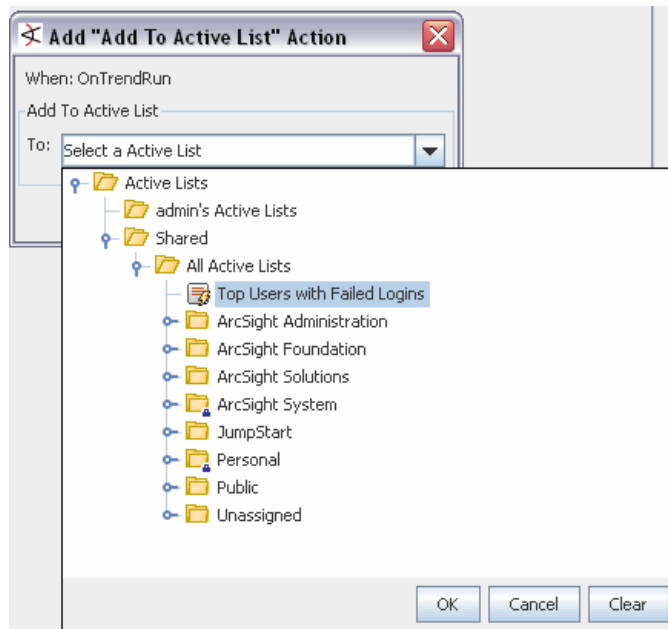 Add "Add To Active List" Action
When: OnTrendRun
Add To Active List
To: Select a Active List
Active Lists
admin's Active Lists
Shared
All Active Lists
Top Users with Failed Logins
ArcSight Administration
ArcSight Foundation
ArcSight Solutions
ArcSight System
JumpStart
Personal
Public
Unassigned
OK Cancel Clear